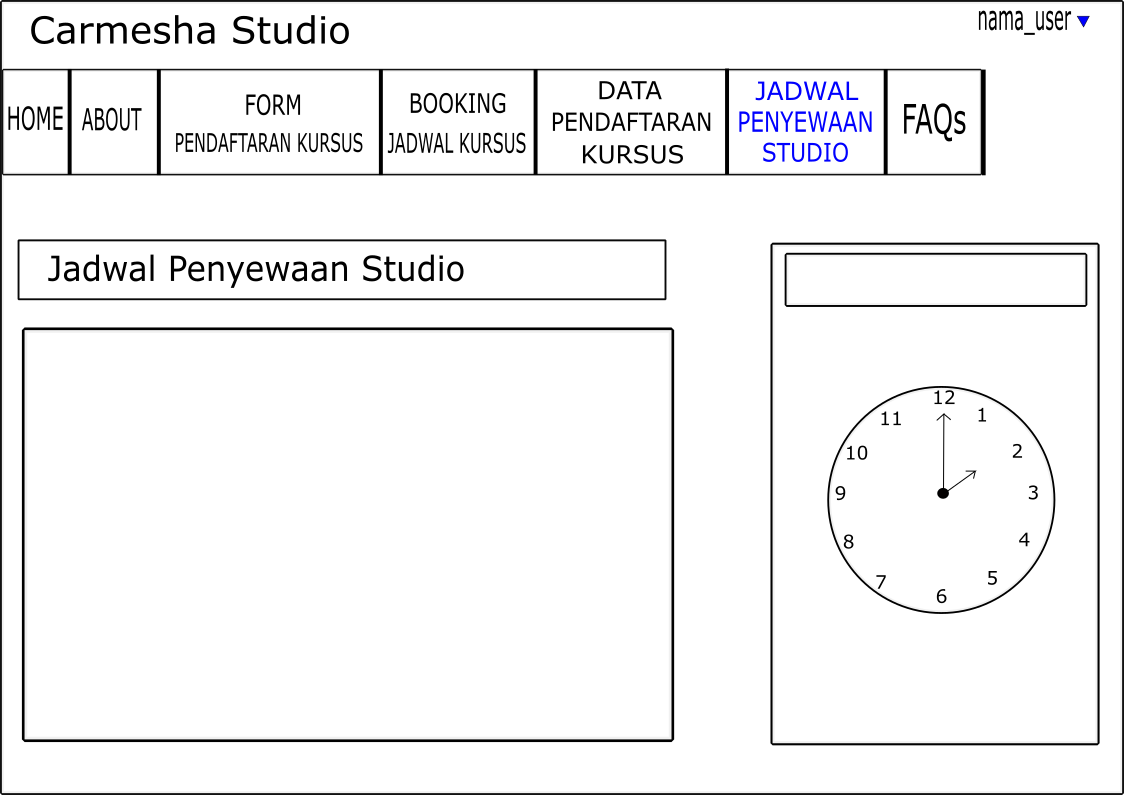 Carmesha Studio
nama_user
HOME
ABOUT
FORM
PENDAFTARAN KURSUS
BOOKING
JADWAL KURSUS
DATA
PENDAFTARAN
KURSUS
JADWAL
PENYEWAAN
STUDIO
FAQs
Jadwal Penyewaan Studio
12
1
2
3
4
5
6
7
8
9
10
11